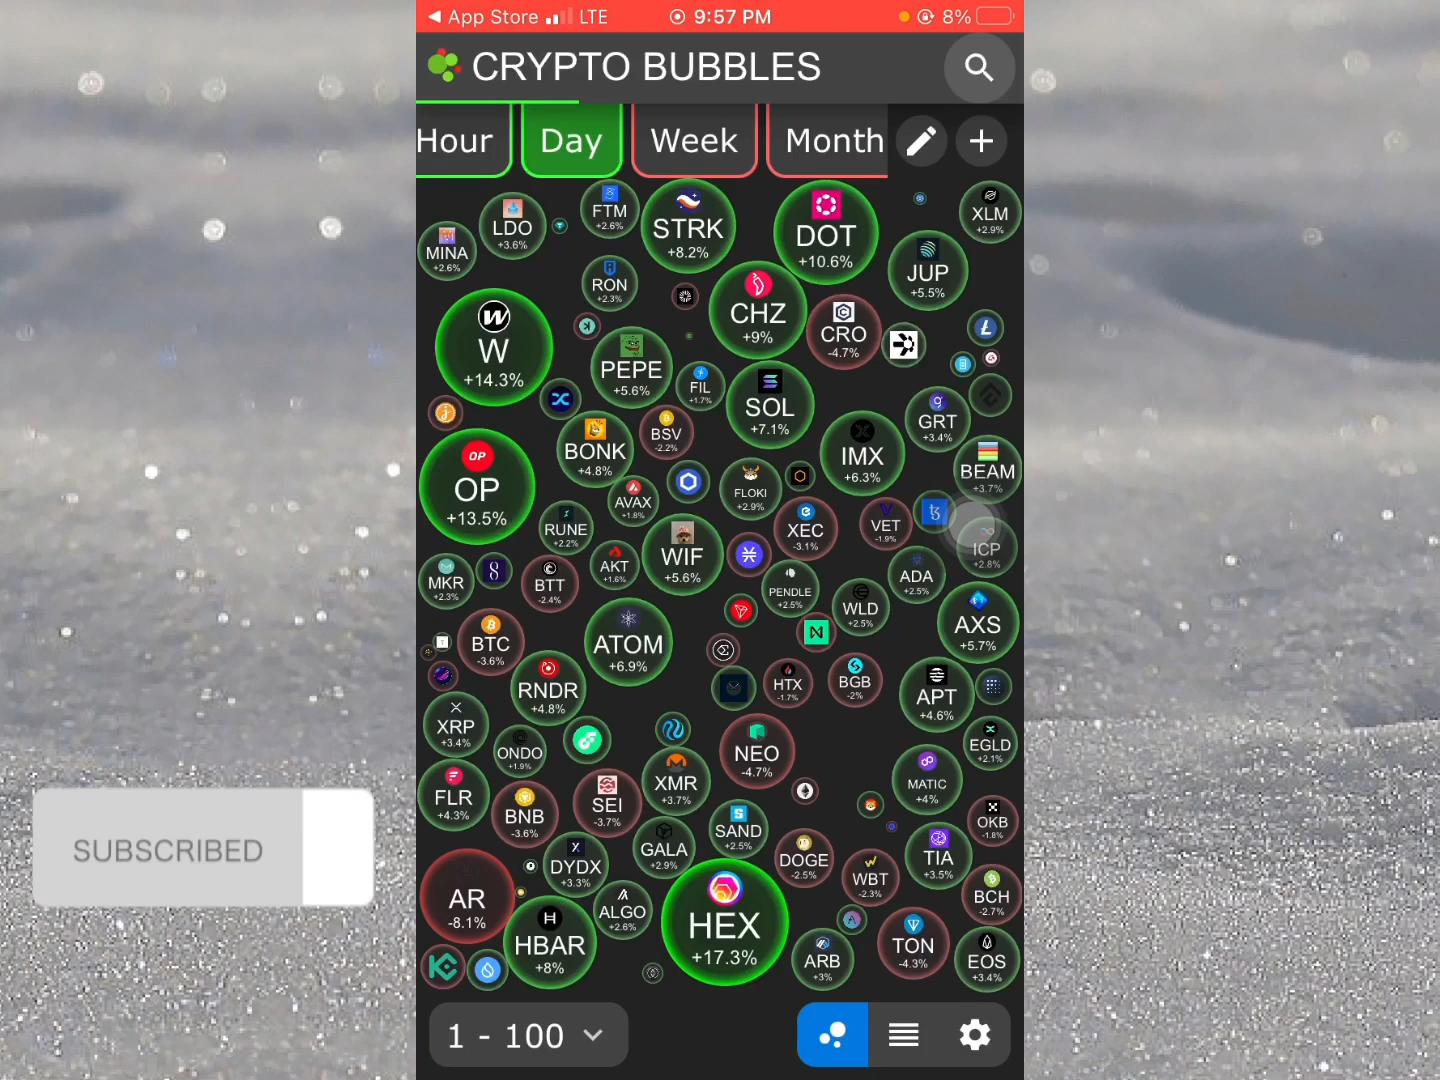 ◀ App Store LTE 9:57 PM 8%
CRYPTO BUBBLES
Hour Day Week Month
FTM
+2.6%
STRK
+8.2%
DOT
+10.6%
XLM
+2.9%
LDO
+3.6%
MINA
+2.6%
RON
+2.3%
JUP
+5.5%
CHZ
+9%
CRO
-4.7%
W
+14.3%
PEPE
+5.6%
FIL
+1.7%
SOL
+7.1%
GRT
+3.4%
BSV
-2.2%
BONK
+4.8%
IMX
+6.3%
BEAM
+3.7%
OP
OP
+13.5%
AVAX
+1.8%
FLOKI
+2.9%
RUNE
+2.2%
XEC
-3.1%
VET
-1.9%
ICP
+2.8%
WIF
+5.6%
AKT
+1.6%
MKR
+2.3%
BTT
-2.4%
PENDLE
+2.5%
ADA
+2.5%
WLD
+2.5%
AXS
+5.7%
BTC
-3.6%
ATOM
+6.9%
RNDR
+4.8%
HTX
-1.7%
BGB
-2%
APT
+4.6%
XRP
+3.4%
ONDO
+1.9%
NEO
-4.7%
EGLD
+2.1%
FLR
+4.3%
XMR
+3.7%
MATIC
+4%
BNB
-3.6%
SEI
-3.7%
SAND
+2.5%
OKB
-1.8%
GALA
+2.9%
DOGE
-2.5%
TIA
+3.5%
DYDX
+3.3%
WBT
-2.3%
AR
-8.1%
BCH
-2.7%
ALGO
+2.6%
HEX
+17.3%
HBAR
+8%
TON
-4.3%
ARB
+3%
EOS
+3.4%
SUBSCRIBED
1 - 100